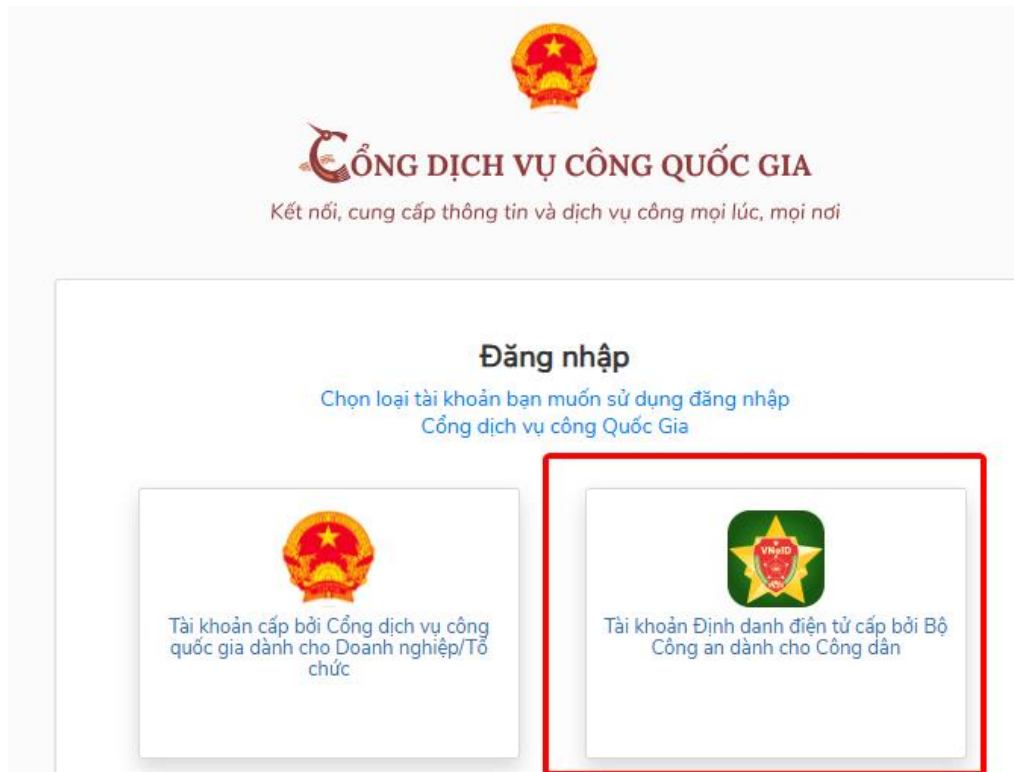 CỔNG DỊCH VỤ CÔNG QUỐC GIA
Kết nối, cung cấp thông tin và dịch vụ công mọi lúc, mọi nơi
Đăng nhập
Chọn loại tài khoản bạn muốn sử dụng đăng nhập
Cổng dịch vụ công Quốc Gia
Tài khoản cấp bởi Cổng dịch vụ công
quốc gia dành cho Doanh nghiệp/Tổ
chức
VNeID
Tài khoản Định danh điện tử cấp bởi Bộ
Công an dành cho Công dân